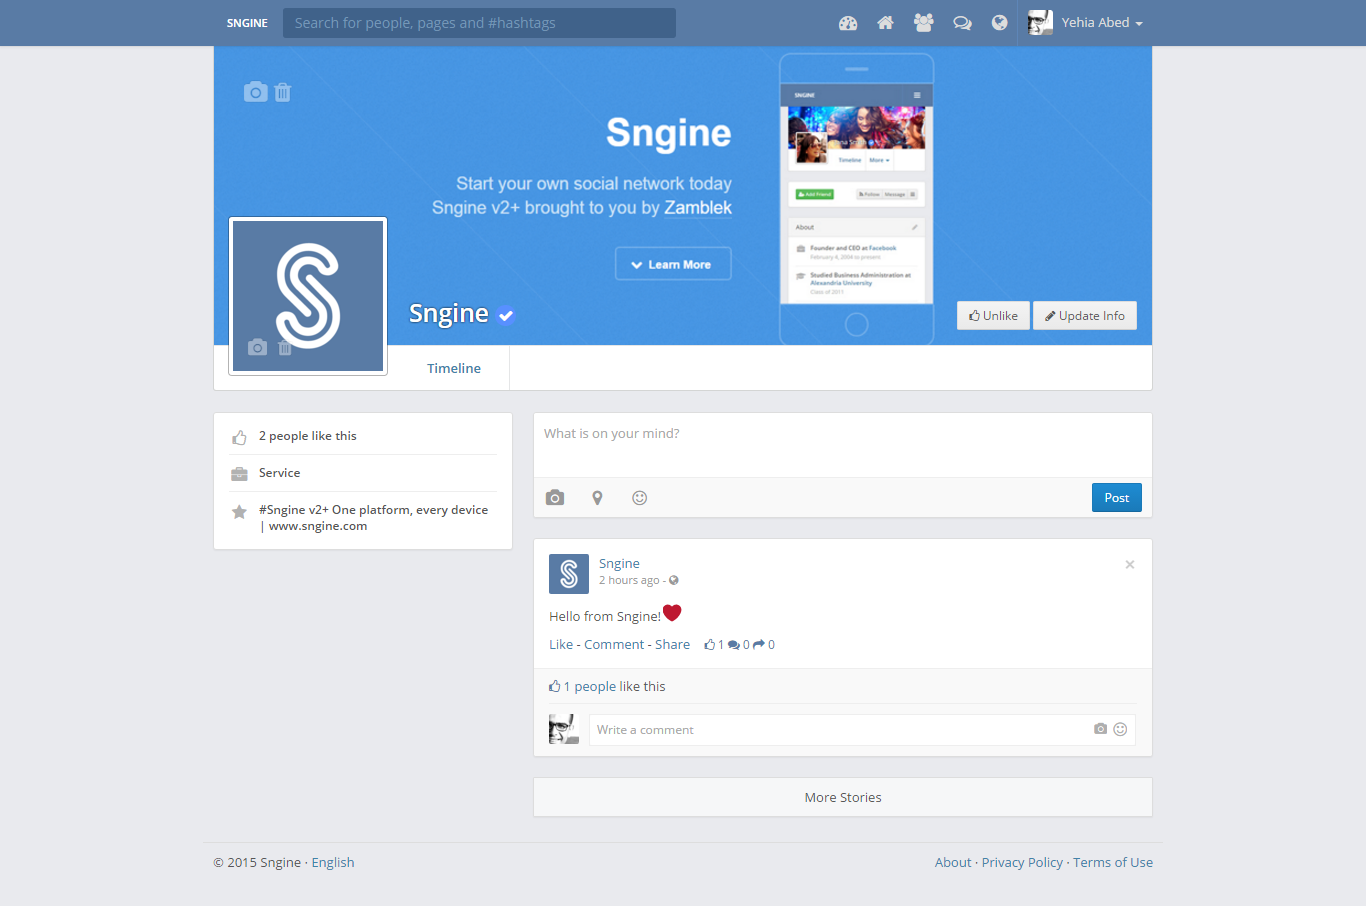 SNGINE
Search for people, pages and #hashtags
Yehia Abed
Sngine
Start your own social network today
Sngine v2+ brought to you by Zamblek
Learn More
SNGINE
Timeline
More
Add Friend
Follow
Message
About
Founder and CEO at Facebook
February 4, 2004 to present
Studied Business Administration at
Alexandria University
Class of 2011
Sngine
Unlike
Update Info
Timeline
2 people like this
Service
#Sngine v2+ One platform, every device
| www.sngine.com
What is on your mind?
Post
Sngine
2 hours ago -
Hello from Sngine!
Like - Comment - Share 1 0 0
1 people like this
Write a comment
More Stories
© 2015 Sngine · English
About · Privacy Policy · Terms of Use